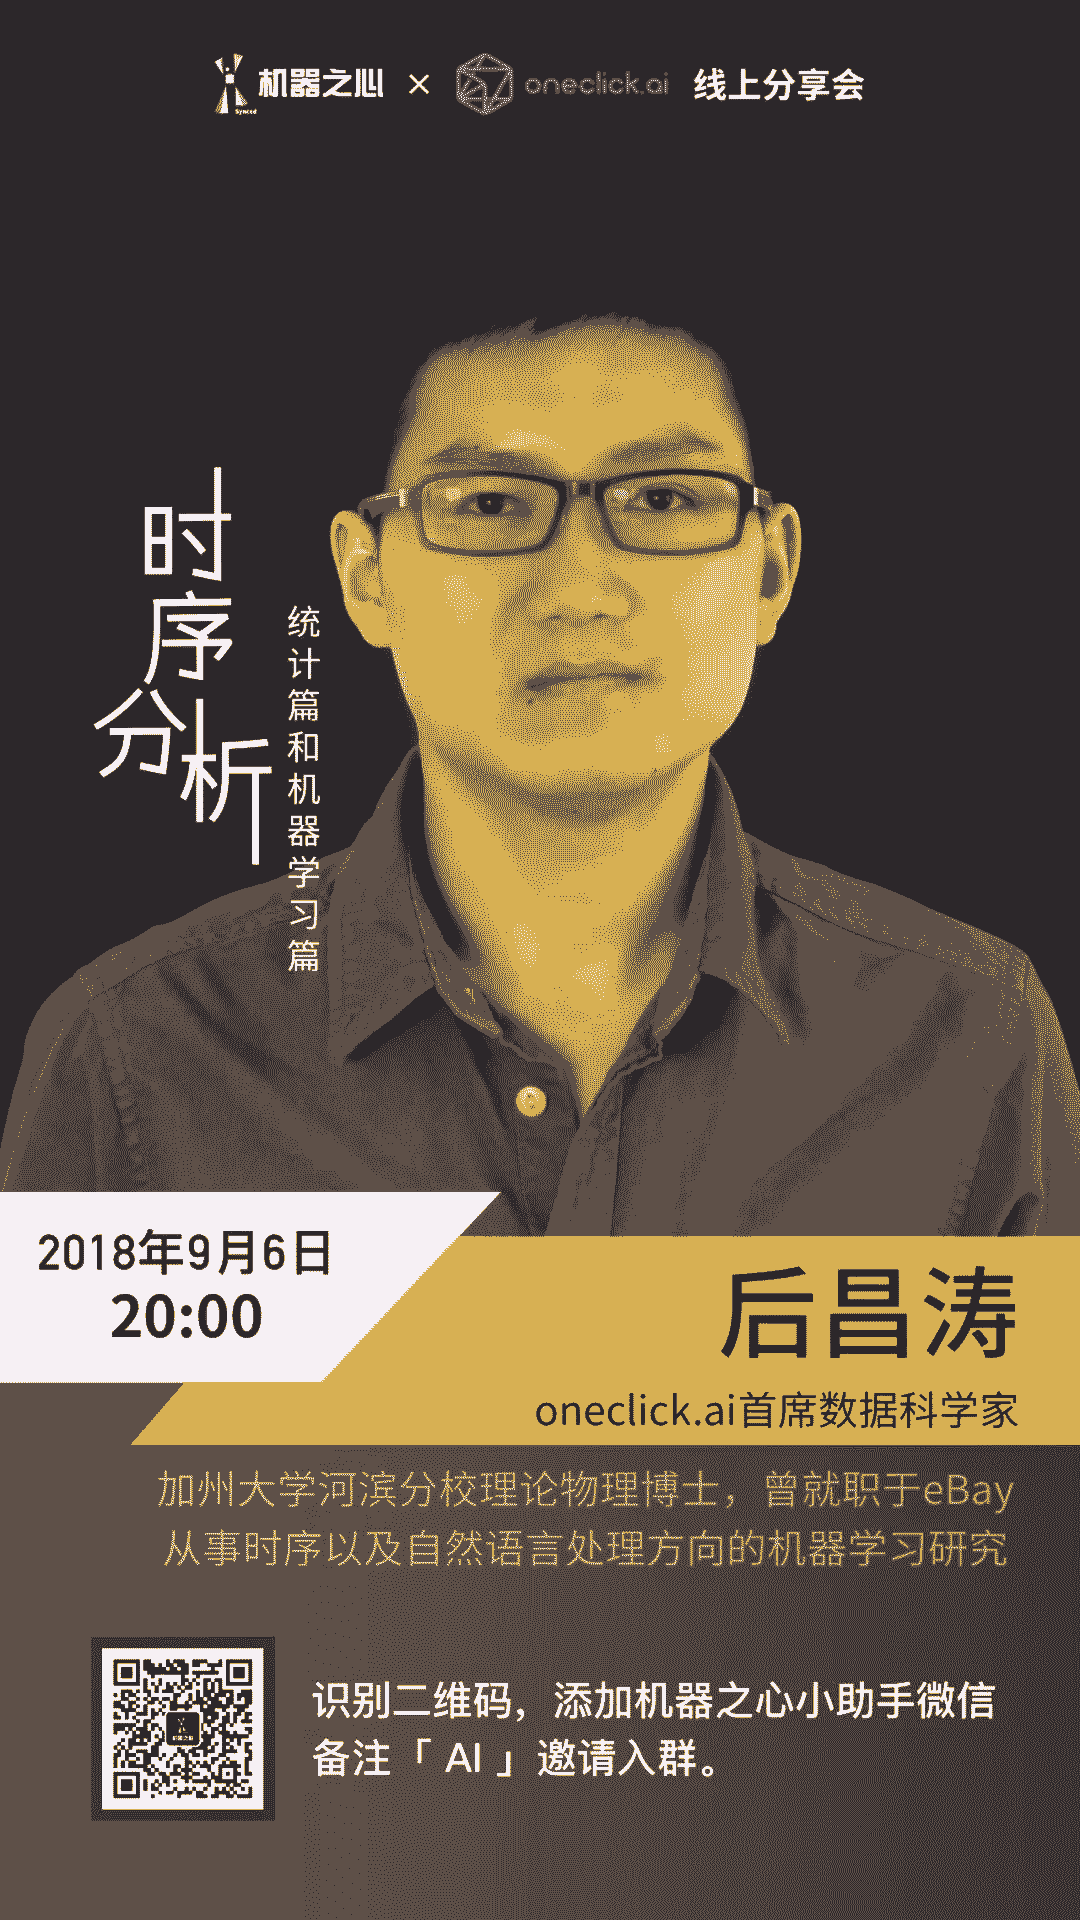 机器之心 × oneclick.ai 线上分享会
Synced
时序分析
统计篇和机器学习篇
2018年9月6日
20:00
后昌涛
oneclick.ai首席数据科学家
加州大学河滨分校理论物理博士，曾就职于eBay
从事时序以及自然语言处理方向的机器学习研究
识别二维码，添加机器之心小助手微信
备注「 AI 」邀请入群。